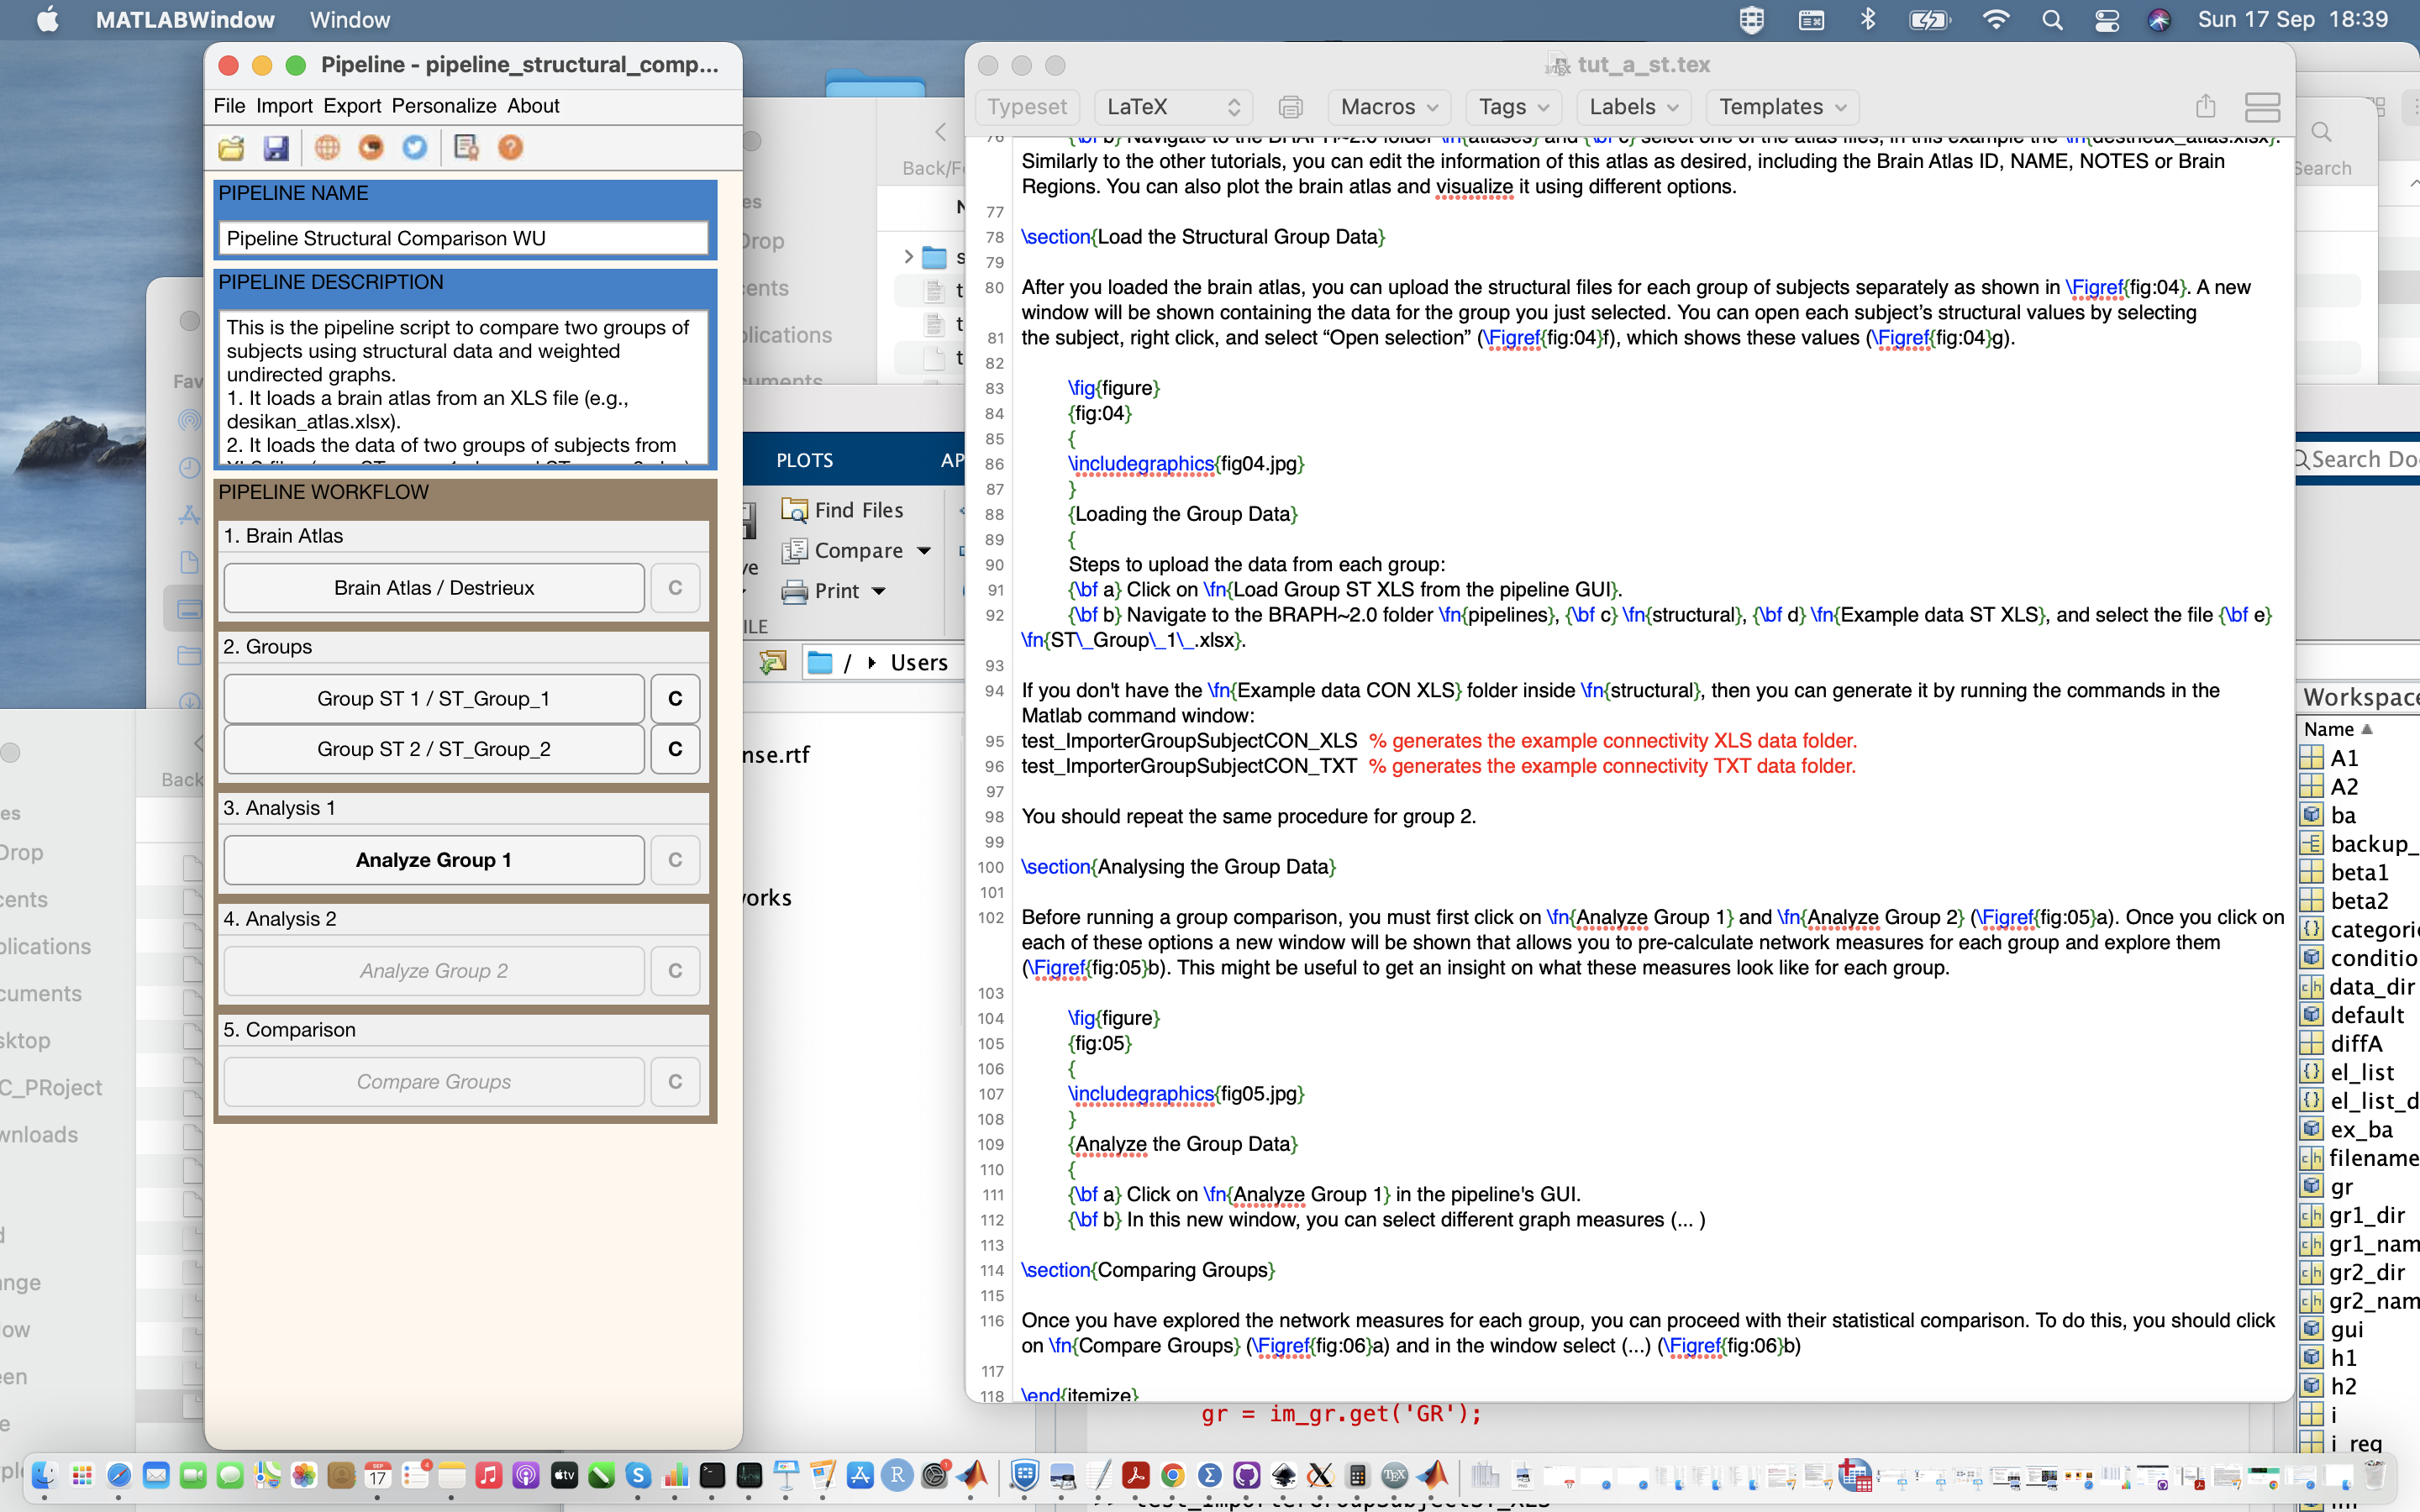 MATLABWindow Window
Sun 17 Sep 18:39
Pipeline - pipeline_structural_comp...
File Import Export Personalize About
PIPELINE NAME
Pipeline Structural Comparison WU
PIPELINE DESCRIPTION
This is the pipeline script to compare two groups of
subjects using structural data and weighted
undirected graphs.
1. It loads a brain atlas from an XLS file (e.g.,
desikan_atlas.xlsx).
2. It loads the data of two groups of subjects from
PIPELINE WORKFLOW
1. Brain Atlas
Brain Atlas / Destrieux C
2. Groups
Group ST 1 / ST_Group_1 C
Group ST 2 / ST_Group_2 C
3. Analysis 1
Analyze Group 1 C
4. Analysis 2
Analyze Group 2 C
5. Comparison
Compare Groups C
tut_a_st.tex
Typeset LaTeX Macros Tags Labels Templates
76 {\bf b} Navigate to the BRAPH~2.0 folder \fn{atlases} and {\bf c} select one of the atlas files, in this example the \fn{destrieux_atlas.xlsx}.
Similarly to the other tutorials, you can edit the information of this atlas as desired, including the Brain Atlas ID, NAME, NOTES or Brain
Regions. You can also plot the brain atlas and visualize it using different options.
77
78 \section{Load the Structural Group Data}
79
80 After you loaded the brain atlas, you can upload the structural files for each group of subjects separately as shown in \Figref{fig:04}. A new
window will be shown containing the data for the group you just selected. You can open each subject’s structural values by selecting
81 the subject, right click, and select “Open selection” (\Figref{fig:04}f), which shows these values (\Figref{fig:04}g).
82
83 \fig{figure}
84 {fig:04}
85 {
86 \includegraphics{fig04.jpg}
87 }
88 {Loading the Group Data}
89 {
90 Steps to upload the data from each group:
91 {\bf a} Click on \fn{Load Group ST XLS from the pipeline GUI}.
92 {\bf b} Navigate to the BRAPH~2.0 folder \fn{pipelines}, {\bf c} \fn{structural}, {\bf d} \fn{Example data ST XLS}, and select the file {\bf e}
\fn{ST\_Group\_1\_.xlsx}.
93
94 If you don't have the \fn{Example data CON XLS} folder inside \fn{structural}, then you can generate it by running the commands in the
Matlab command window:
95 test_ImporterGroupSubjectCON_XLS % generates the example connectivity XLS data folder.
96 test_ImporterGroupSubjectCON_TXT % generates the example connectivity TXT data folder.
97
98 You should repeat the same procedure for group 2.
99
100 \section{Analysing the Group Data}
101
102 Before running a group comparison, you must first click on \fn{Analyze Group 1} and \fn{Analyze Group 2} (\Figref{fig:05}a). Once you click on
each of these options a new window will be shown that allows you to pre-calculate network measures for each group and explore them
(\Figref{fig:05}b). This might be useful to get an insight on what these measures look like for each group.
103
104 \fig{figure}
105 {fig:05}
106 {
107 \includegraphics{fig05.jpg}
108 }
109 {Analyze the Group Data}
110 {
111 {\bf a} Click on \fn{Analyze Group 1} in the pipeline's GUI.
112 {\bf b} In this new window, you can select different graph measures (... )
113
114 \section{Comparing Groups}
115
116 Once you have explored the network measures for each group, you can proceed with their statistical comparison. To do this, you should click
on \fn{Compare Groups} (\Figref{fig:06}a) and in the window select (...) (\Figref{fig:06}b)
117
118 \end{itemize}
gr = im_gr.get('GR');
Back/F
PLOTS AP
Find Files
Compare
Print
ILE
/ Users
nse.rtf
orks
Fav
Back
es
Drop
cents
plications
cuments
sktop
C_PRoject
wnloads
Search
Search Do
Workspace
Name
A1
A2
ba
backup_
beta1
beta2
categori
conditio
data_dir
default
diffA
el_list
el_list_d
ex_ba
filename
gr
gr1_dir
gr1_nam
gr2_dir
gr2_nam
gui
h1
h2
i
i_reg